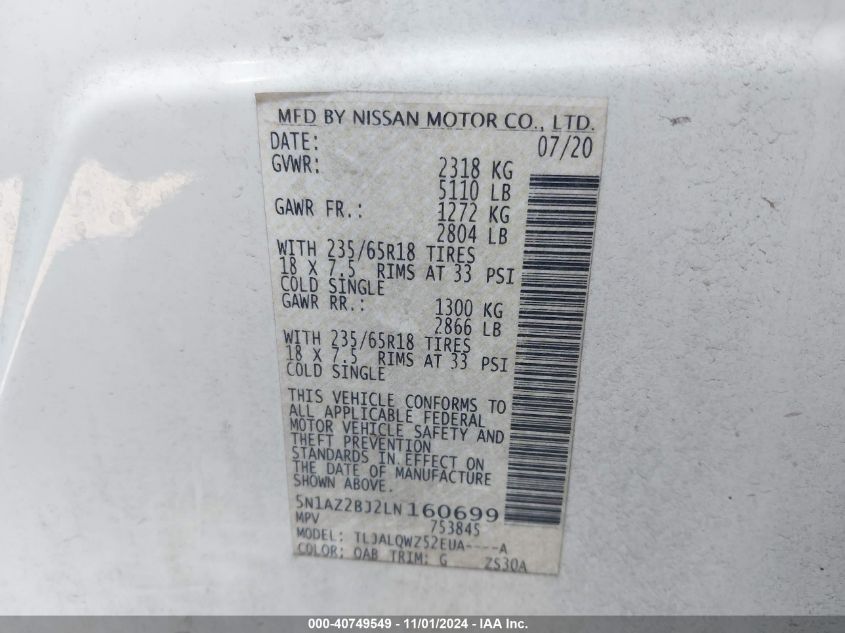 MFD BY NISSAN MOTOR CO., LTD.
DATE: 07/20
GVWR: 2318 KG
5110 LB
GAWR FR.: 1272 KG
2804 LB
WITH 235/65R18 TIRES
18 X 7.5 RIMS AT 33 PSI
COLD SINGLE
GAWR RR.: 1300 KG
2866 LB
WITH 235/65R18 TIRES
18 X 7.5 RIMS AT 33 PSI
COLD SINGLE
THIS VEHICLE CONFORMS TO
ALL APPLICABLE FEDERAL
MOTOR VEHICLE SAFETY AND
THEFT PREVENTION
STANDARDS IN EFFECT ON
THE DATE OF MANUFACTURE
SHOWN ABOVE.
5N1AZ2BJ2LN160699
MPV 753845
MODEL: TLJALQWZ52EUA----A
COLOR: QAB TRIM: G ZS30A
000-40749549 - 11/01/2024 - IAA Inc.